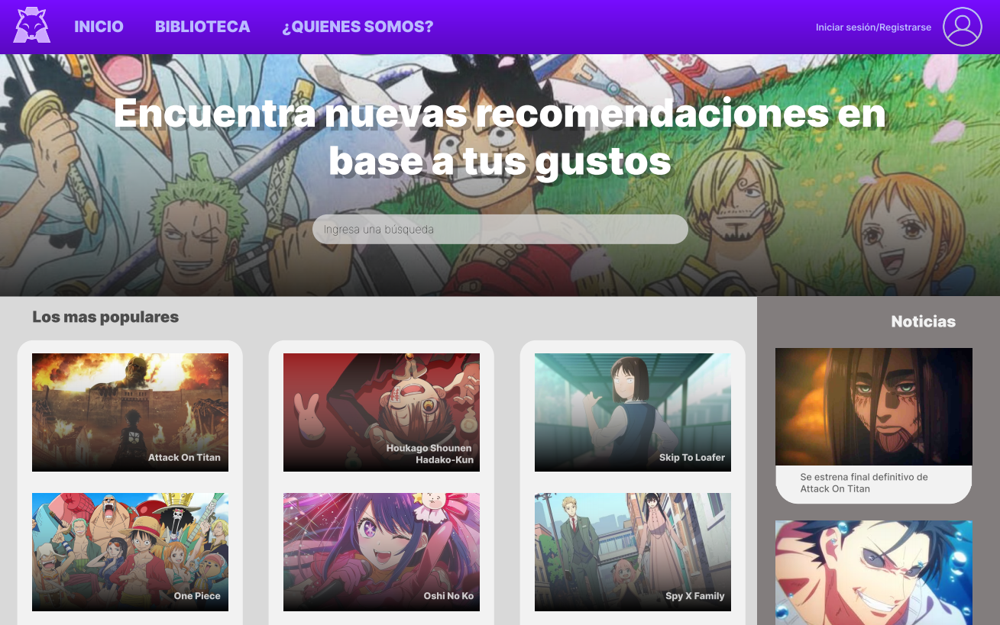 INICIO
BIBLIOTECA
¿QUIENES SOMOS?
Iniciar sesión/Registrarse
Encuentra nuevas recomendaciones en
base a tus gustos
Ingresa una búsqueda
Los mas populares
Attack On Titan
Houkago Shounen
Hadako-Kun
Skip To Loafer
One Piece
Oshi No Ko
Spy X Family
Noticias
Se estrena final definitivo de
Attack On Titan